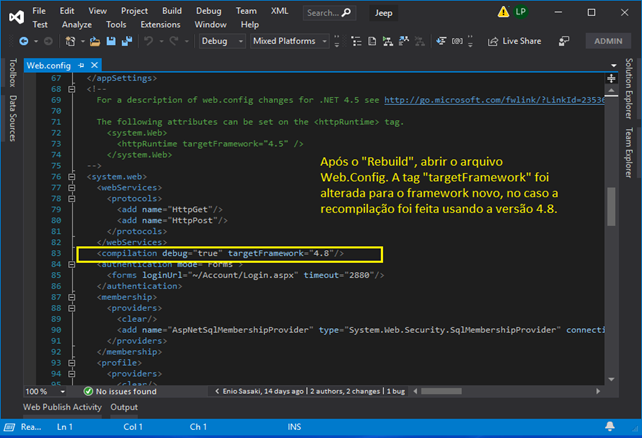 File Edit View Project Build Debug Team XML Search... Jeep LP
Test Analyze Tools Extensions Window Help
Debug Mixed Platforms Live Share ADMIN
Toolbox
Data Sources
Solution Explorer
Team Explorer
Web.config
67 </appSettings>
68 <!--
69 For a description of web.config changes for .NET 4.5 see http://go.microsoft.com/fwlink/?LinkId=23536
70
71 The following attributes can be set on the <httpRuntime> tag.
72 <system.Web>
73 <httpRuntime targetFramework="4.5" />
74 </system.Web>
75 -->
76 <system.web>
77 <webServices>
78 <protocols>
79 <add name="HttpGet"/>
80 <add name="HttpPost"/>
81 </protocols>
82 </webServices>
83 <compilation debug="true" targetFramework="4.8"/>
84 <authentication mode="Forms">
85 <forms loginUrl="~/Account/Login.aspx" timeout="2880"/>
86 </authentication>
87 <membership>
88 <providers>
89 <clear/>
90 <add name="AspNetSqlMembershipProvider" type="System.Web.Security.SqlMembershipProvider" connecti
91 </providers>
92 </membership>
93 <profile>
94 <providers>
95 <clear/>
Após o "Rebuild", abrir o arquivo
Web.Config. A tag "targetFramework" foi
alterada para o framework novo, no caso a
recompilação foi feita usando a versão 4.8.
100 % No issues found Enio Sasaki, 14 days ago | 2 authors, 2 changes | 1 bug
Web Publish Activity Output
Rea... Ln 1 Col 1 Ch 1 INS